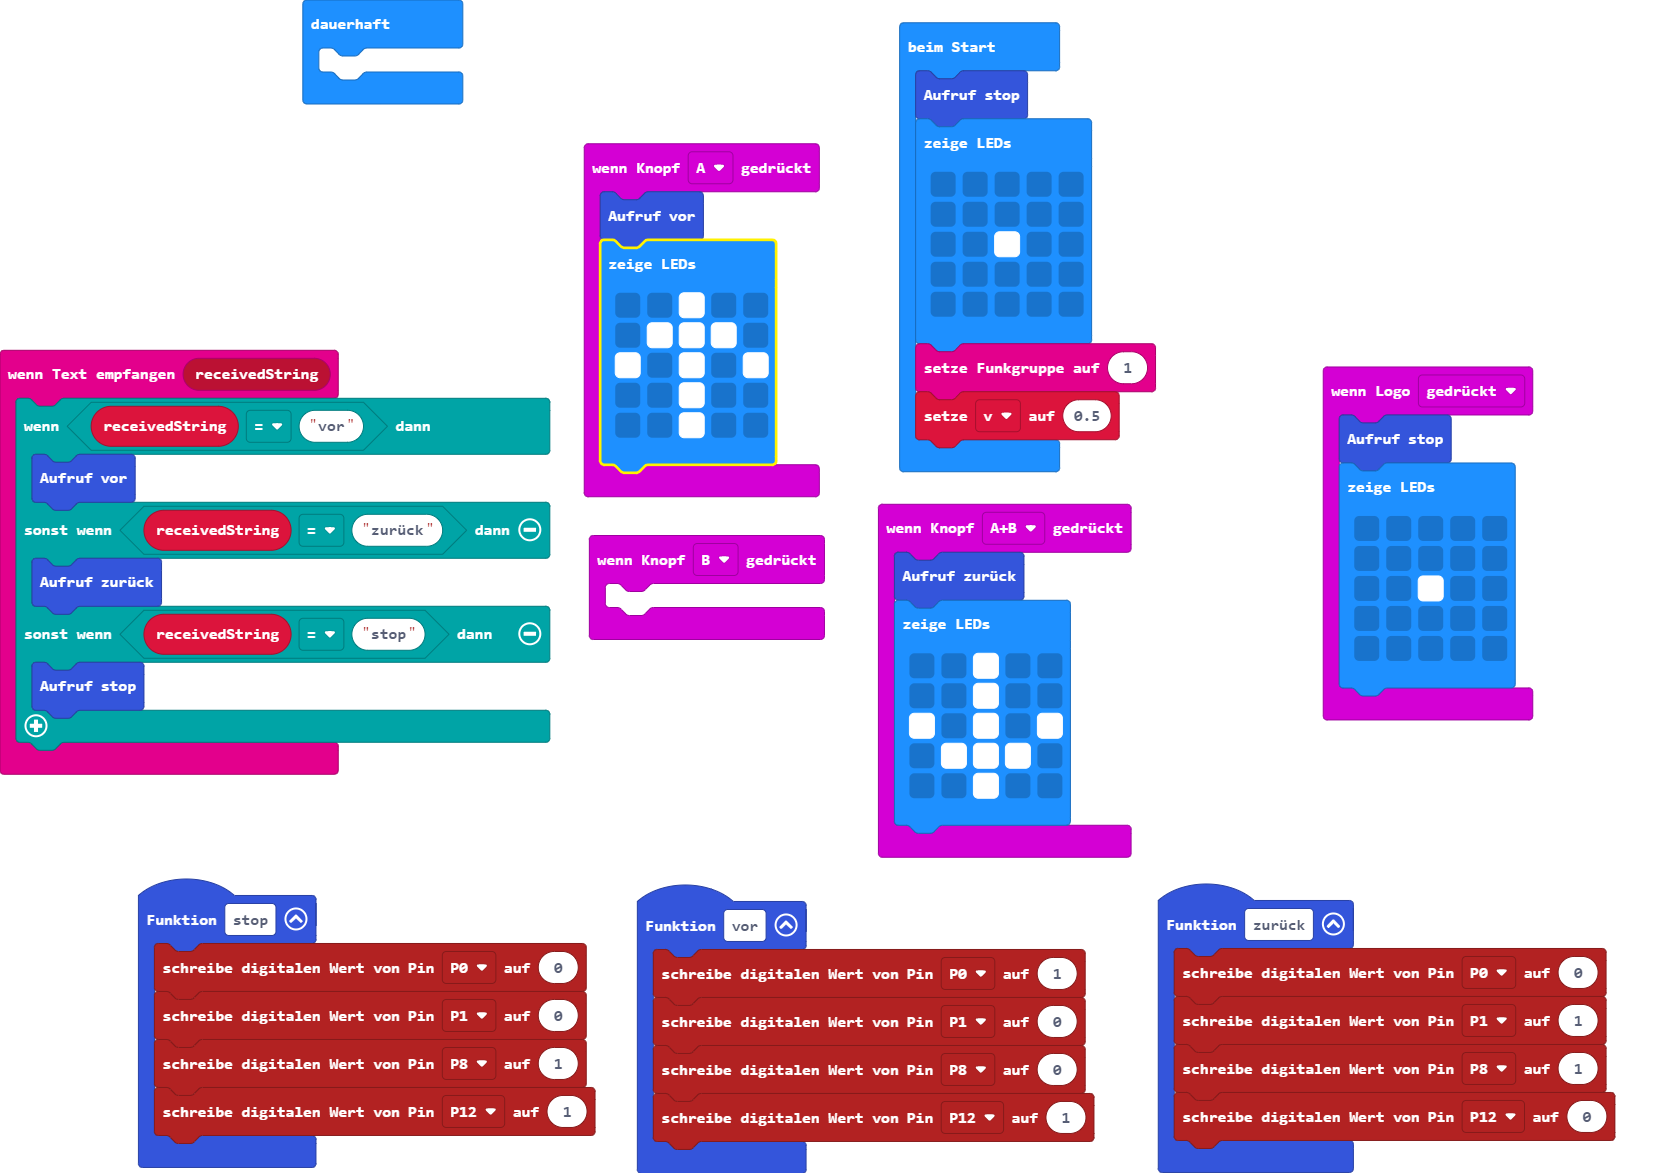 dauerhaft
beim Start
Aufruf stop
zeige LEDs
setze Funkgruppe auf 1
setze v auf 0.5
wenn Knopf A gedrückt
Aufruf vor
zeige LEDs
wenn Text empfangen receivedString
wenn receivedString = "vor" dann
Aufruf vor
sonst wenn receivedString = "zurück" dann
Aufruf zurück
sonst wenn receivedString = "stop" dann
Aufruf stop
wenn Knopf B gedrückt
wenn Knopf A+B gedrückt
Aufruf zurück
zeige LEDs
wenn Logo gedrückt
Aufruf stop
zeige LEDs
Funktion stop
schreibe digitalen Wert von Pin P0 auf 0
schreibe digitalen Wert von Pin P1 auf 0
schreibe digitalen Wert von Pin P8 auf 1
schreibe digitalen Wert von Pin P12 auf 1
Funktion vor
schreibe digitalen Wert von Pin P0 auf 1
schreibe digitalen Wert von Pin P1 auf 0
schreibe digitalen Wert von Pin P8 auf 0
schreibe digitalen Wert von Pin P12 auf 1
Funktion zurück
schreibe digitalen Wert von Pin P0 auf 0
schreibe digitalen Wert von Pin P1 auf 1
schreibe digitalen Wert von Pin P8 auf 1
schreibe digitalen Wert von Pin P12 auf 0